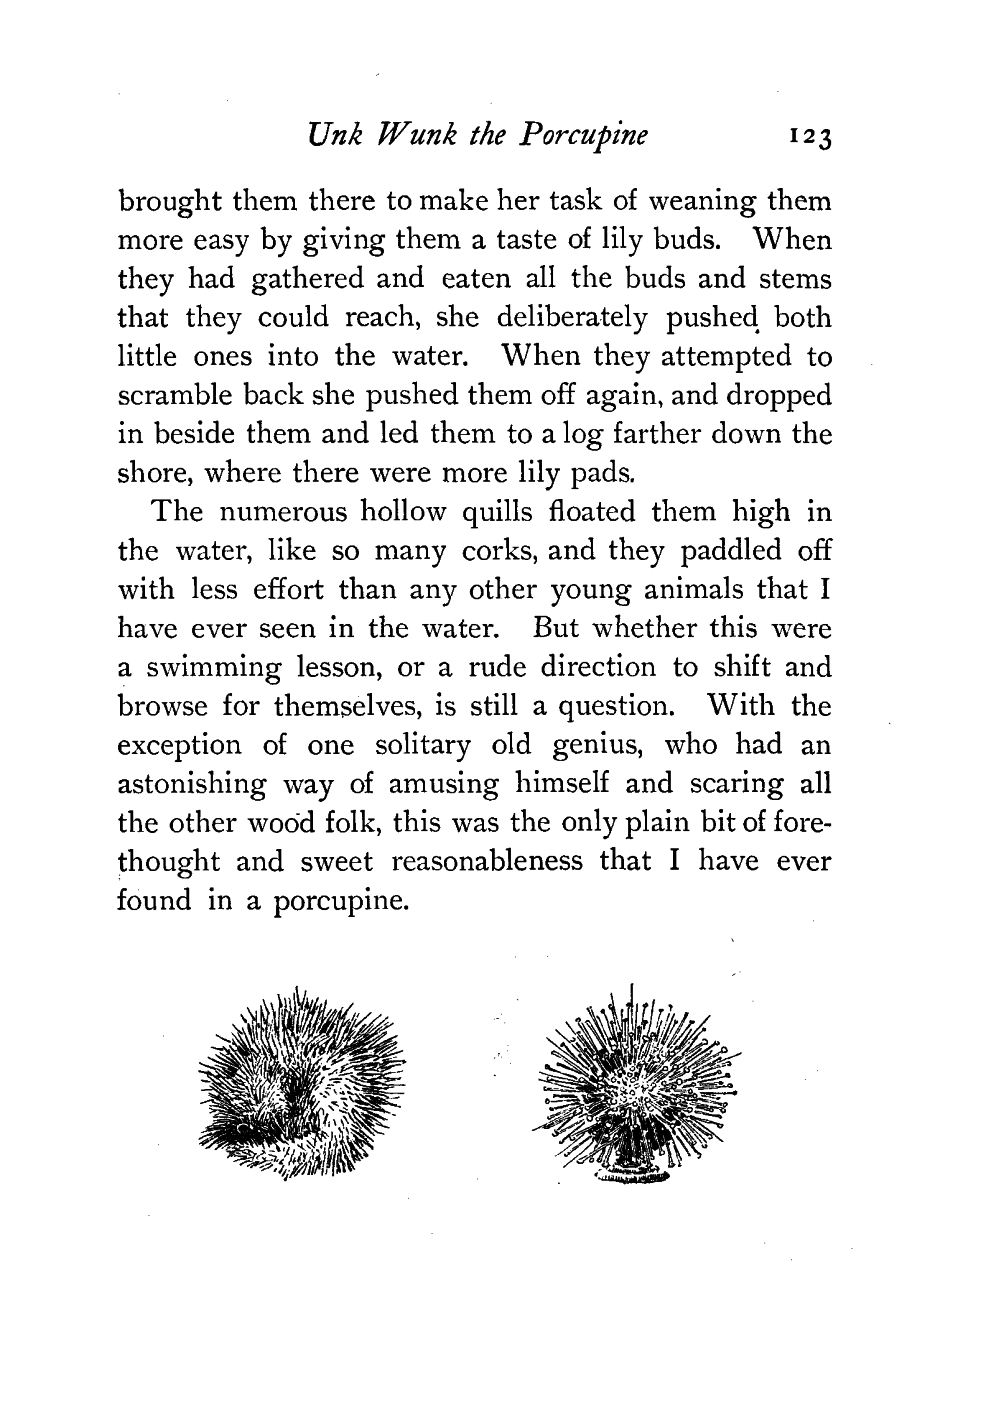 Unk Wunk the Porcupine 123
brought them there to make her task of weaning them
more easy by giving them a taste of lily buds. When
they had gathered and eaten all the buds and stems
that they could reach, she deliberately pushed both
little ones into the water. When they attempted to
scramble back she pushed them off again, and dropped
in beside them and led them to a log farther down the
shore, where there were more lily pads.
The numerous hollow quills floated them high in
the water, like so many corks, and they paddled off
with less effort than any other young animals that I
have ever seen in the water. But whether this were
a swimming lesson, or a rude direction to shift and
browse for themselves, is still a question. With the
exception of one solitary old genius, who had an
astonishing way of amusing himself and scaring all
the other wood folk, this was the only plain bit of fore-
thought and sweet reasonableness that I have ever
found in a porcupine.